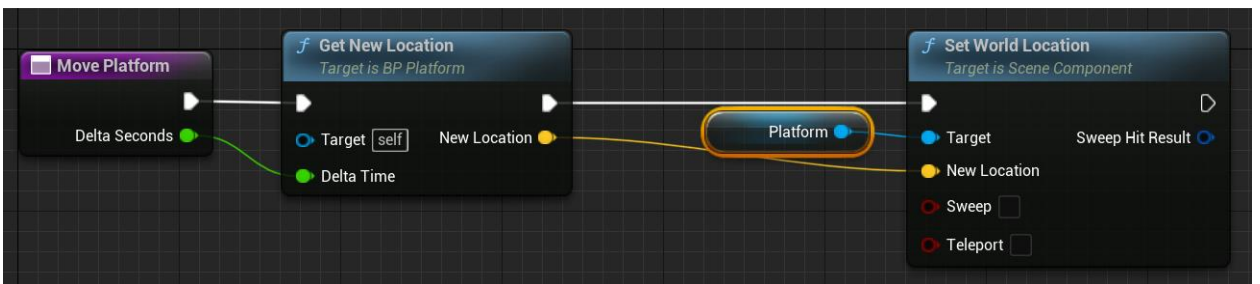 Move Platform
Delta Seconds
f Get New Location
Target is BP Platform
Target self
New Location
Delta Time
Platform
f Set World Location
Target is Scene Component
Target
Sweep Hit Result
New Location
Sweep
Teleport